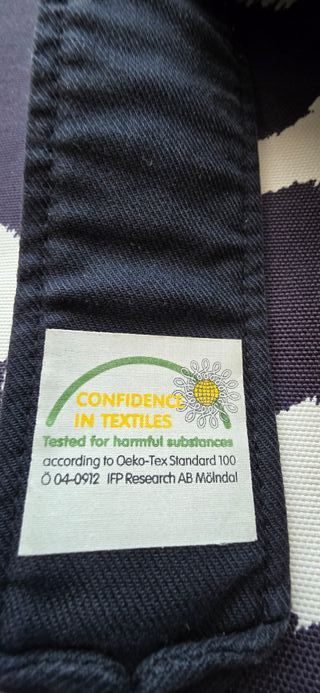 CONFIDENCE
IN TEXTILES
Tested for harmful substances
according to Oeko-Tex Standard 100
Ö 04-0912 IFP Research AB Mölndal